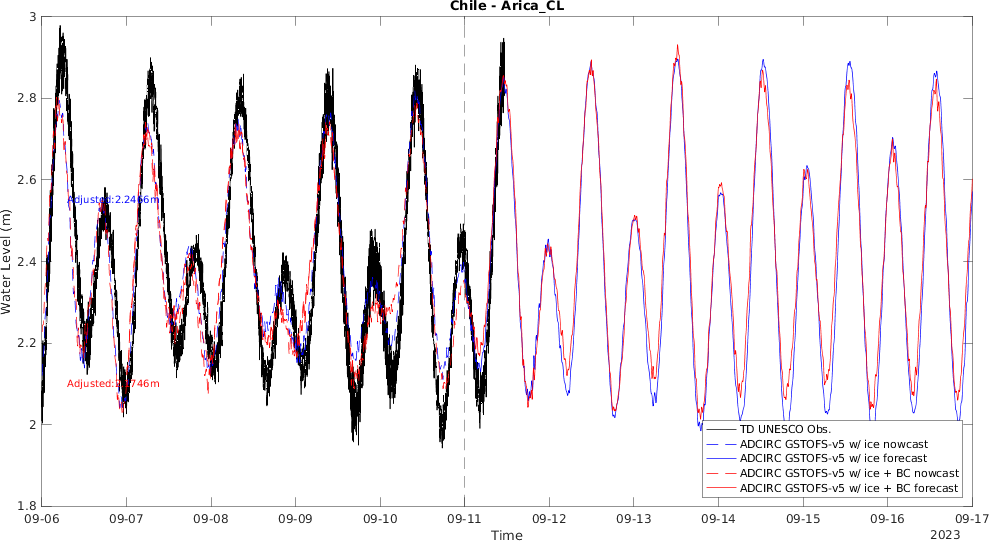 Chile - Arica_CL
3
2.8
2.6
2.4
2.2
2
1.8
Water Level (m)
Adjusted:2.2466m
09-06
09-07
09-08
09-09
09-10
09-11
09-12
09-13
09-14
09-15
09-16
09-17
Time
2023
TD UNESCO Obs.
ADCIRC GSTOFS-v5 w/ ice nowcast
ADCIRC GSTOFS-v5 w/ ice forecast
ADCIRC GSTOFS-v5 w/ ice + BC nowcast
ADCIRC GSTOFS-v5 w/ ice + BC forecast